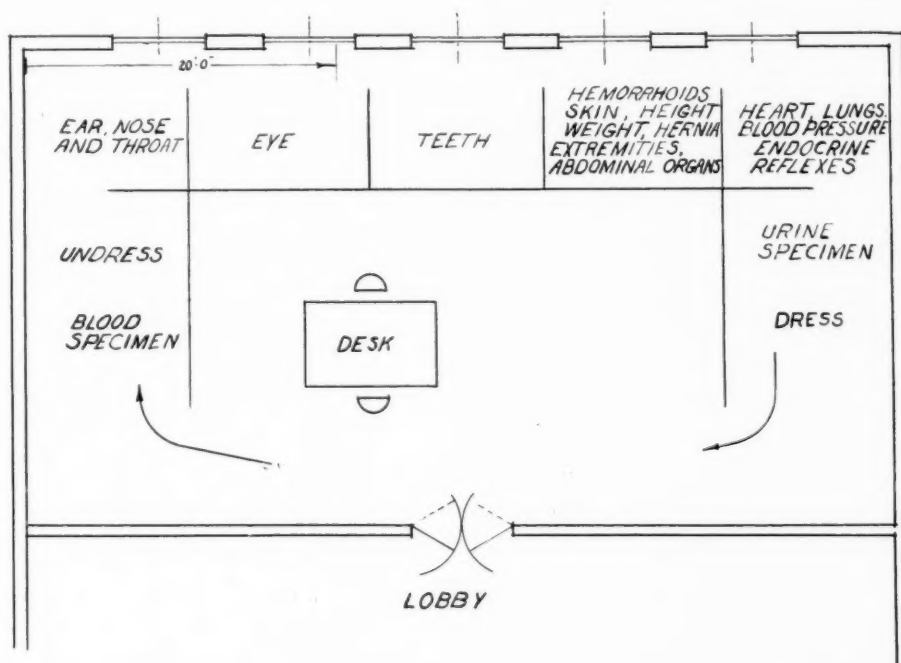 20'-0"
EAR, NOSE
AND THROAT
EYE
TEETH
HEMORRHOIDS
SKIN, HEIGHT
WEIGHT, HERNIA
EXTREMITIES,
ABDOMINAL ORGANS
HEART, LUNGS.
BLOOD PRESSURE
ENDOCRINE
REFLEXES
UNDRESS
BLOOD
SPECIMEN
DESK
URINE
SPECIMEN
DRESS
LOBBY